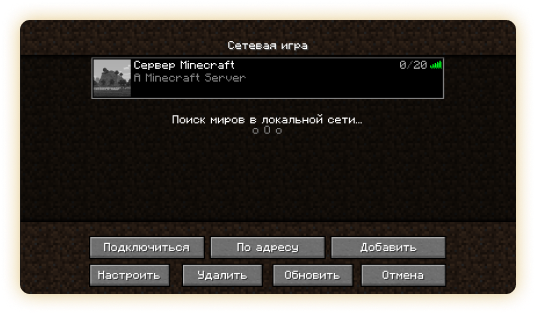 Сетевая игра
Сервер Minecraft 0/20
A Minecraft Server
Поиск миров в локальной сети...
o O o
Подключиться По адресу Добавить
Настроить Удалить Обновить Отмена